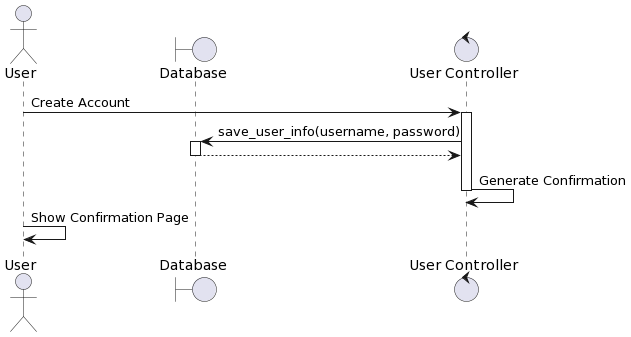 User
Database
User Controller
Create Account
save_user_info(username, password)
Generate Confirmation
Show Confirmation Page
User
Database
User Controller